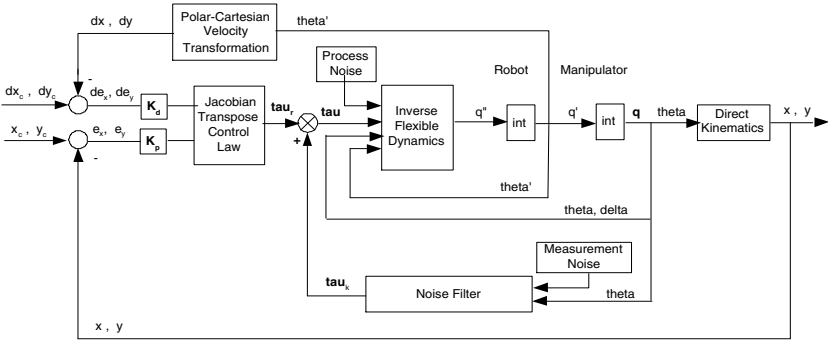 dx , dy
Polar-Cartesian
Velocity
Transformation
theta'
-
Process
Noise
Robot
Manipulator
dx_c , dy_c
de_x, de_y
K_d
Jacobian
Transpose
Control
Law
tau_r
tau
+
Inverse
Flexible
Dynamics
q"
int
q'
int
q
theta
Direct
Kinematics
x , y
x_c , y_c
e_x, e_y
K_p
-
theta'
theta, delta
Measurement
Noise
tau_k
Noise Filter
theta
x , y